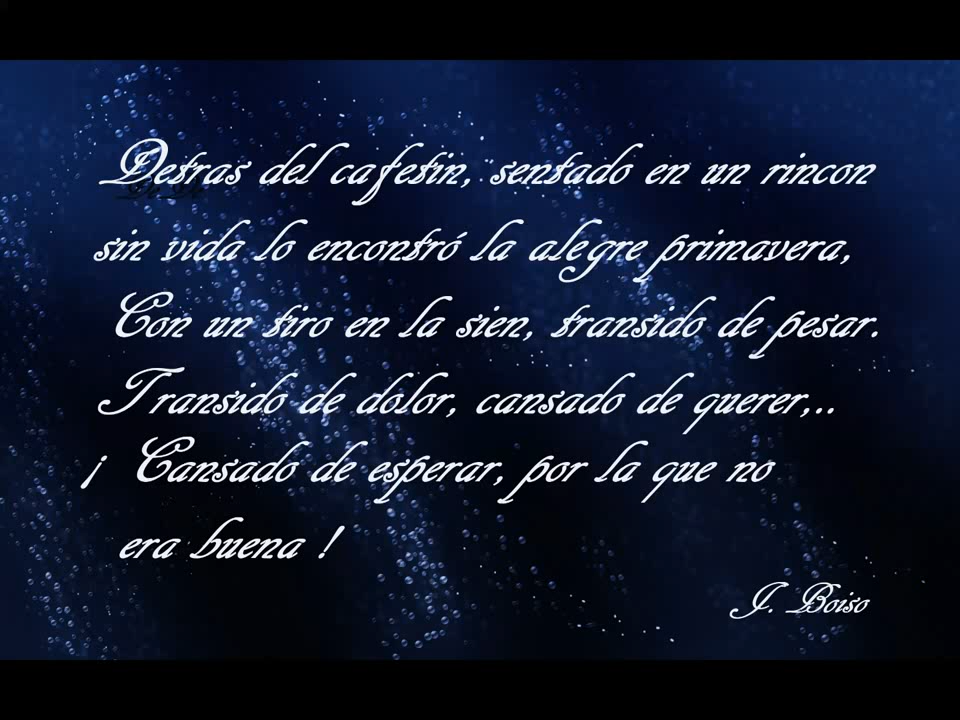 Detras del cafetin, sentado en un rincon
sin vida lo encontró la alegre primavera,
Con un tiro en la sien, transido de pesar.
Transido de dolor, cansado de querer,..
¡ Cansado de esperar, por la que no
era buena !
J. Boiso